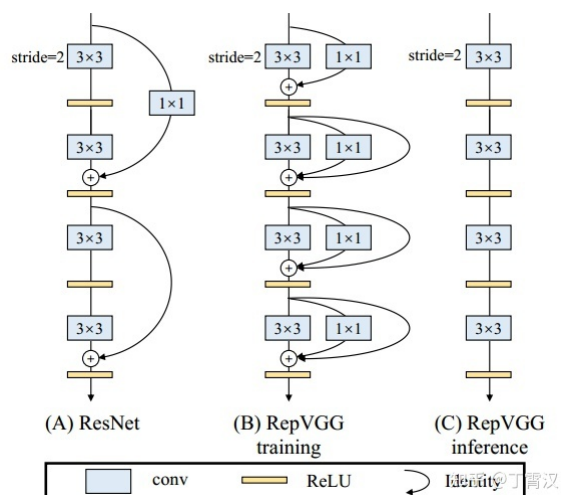 stride=2 3×3
1×1
3×3
3×3
3×3
(A) ResNet
stride=2 3×3 1×1
3×3 1×1
3×3 1×1
3×3 1×1
(B) RepVGG
training
stride=2 3×3
3×3
3×3
3×3
(C) RepVGG
inference
conv
ReLU
Identity
知乎 @丁霄汉